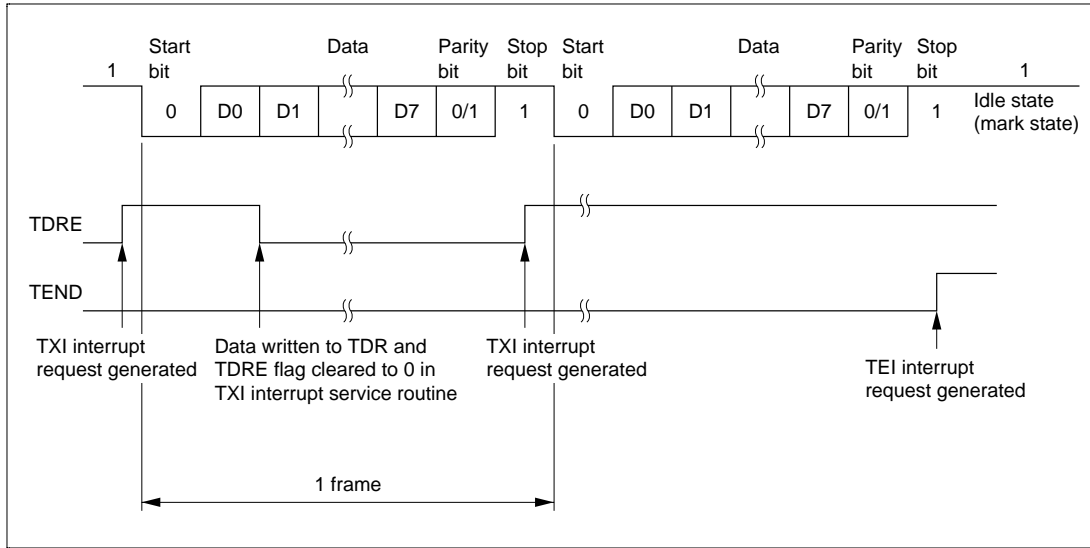 Start bit
Data
Parity bit
Stop bit
Start bit
Data
Parity bit
Stop bit
1
0
D0
D1
D7
0/1
1
0
D0
D1
D7
0/1
1
1
Idle state
(mark state)
TDRE
TEND
TXI interrupt
request generated
Data written to TDR and
TDRE flag cleared to 0 in
TXI interrupt service routine
TXI interrupt
request generated
TEI interrupt
request generated
1 frame